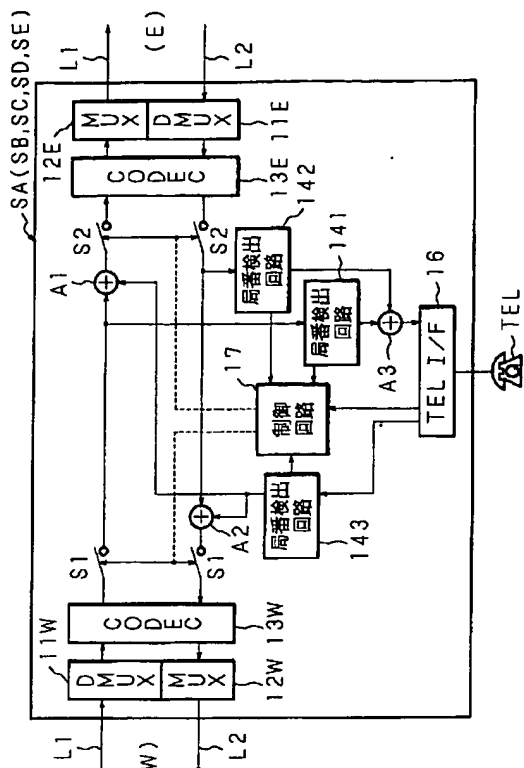 SA(SB,SC,SD,SE)
L1
(E)
L2
12E
MUX
DMUX
11E
CODEC
13E
S2
S2
A1
142
局番検出回路
141
局番検出回路
17
制御回路
A3
16
TEL I/F
TEL
143
局番検出回路
A2
S1
S1
11W
CODEC
13W
DMUX
MUX
12W
L1
W)
L2